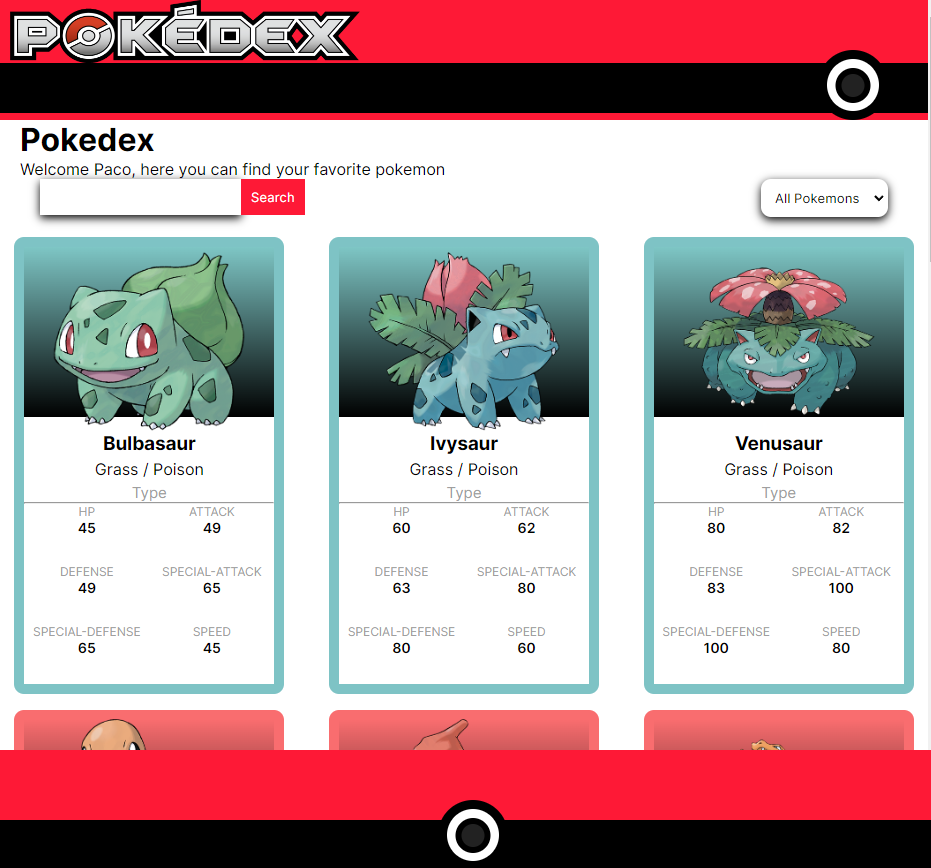 POKÉDEX
Pokedex
Welcome Paco, here you can find your favorite pokemon
Search
All Pokemons
Bulbasaur
Grass / Poison
Type
HP ATTACK
45 49
DEFENSE SPECIAL-ATTACK
49 65
SPECIAL-DEFENSE SPEED
65 45
Ivysaur
Grass / Poison
Type
HP ATTACK
60 62
DEFENSE SPECIAL-ATTACK
63 80
SPECIAL-DEFENSE SPEED
80 60
Venusaur
Grass / Poison
Type
HP ATTACK
80 82
DEFENSE SPECIAL-ATTACK
83 100
SPECIAL-DEFENSE SPEED
100 80